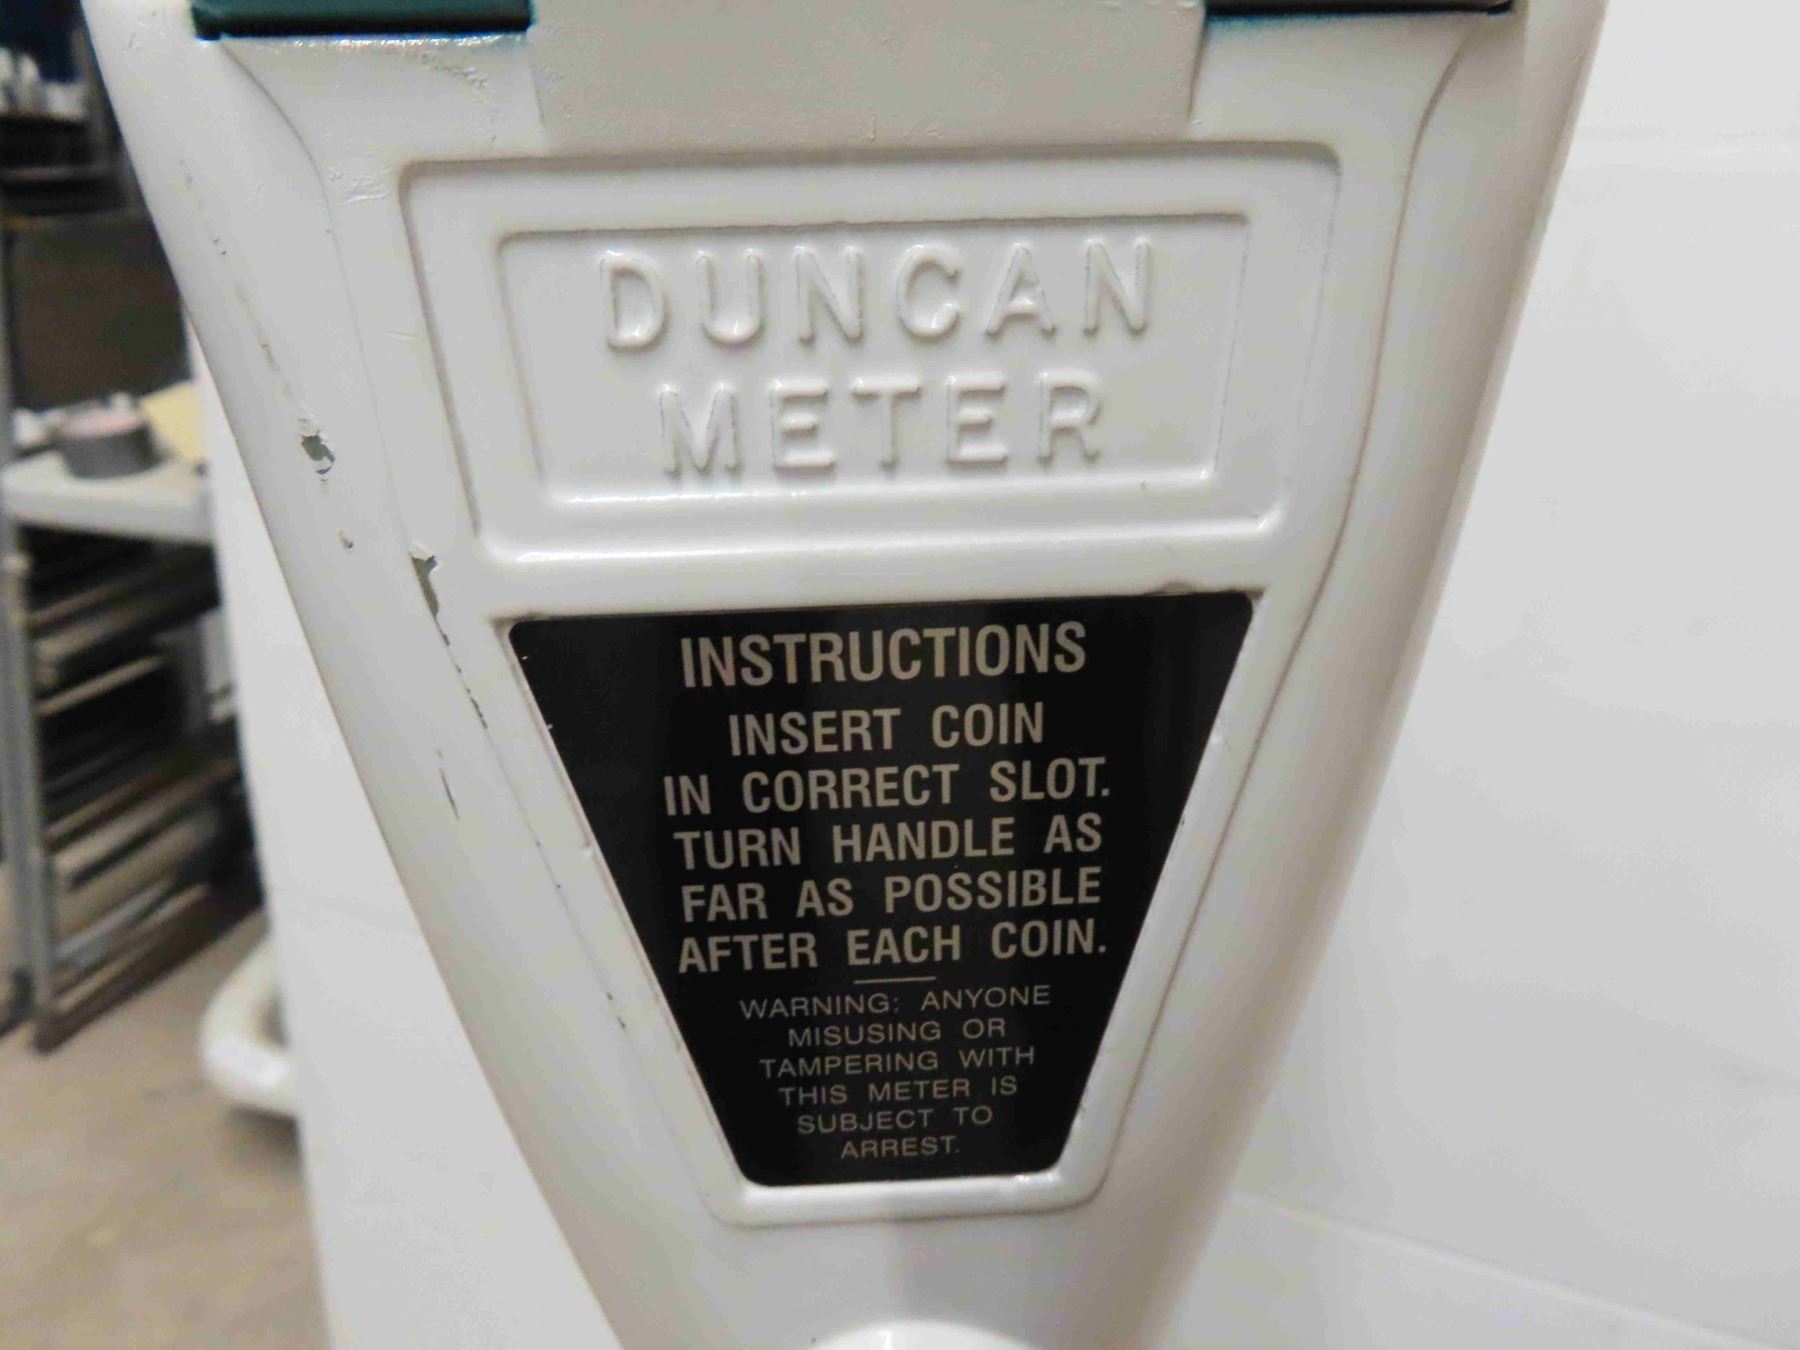 DUNCAN
METER
INSTRUCTIONS
INSERT COIN
IN CORRECT SLOT.
TURN HANDLE AS
FAR AS POSSIBLE
AFTER EACH COIN.
WARNING: ANYONE
MISUSING OR
TAMPERING WITH
THIS METER IS
SUBJECT TO
ARREST.